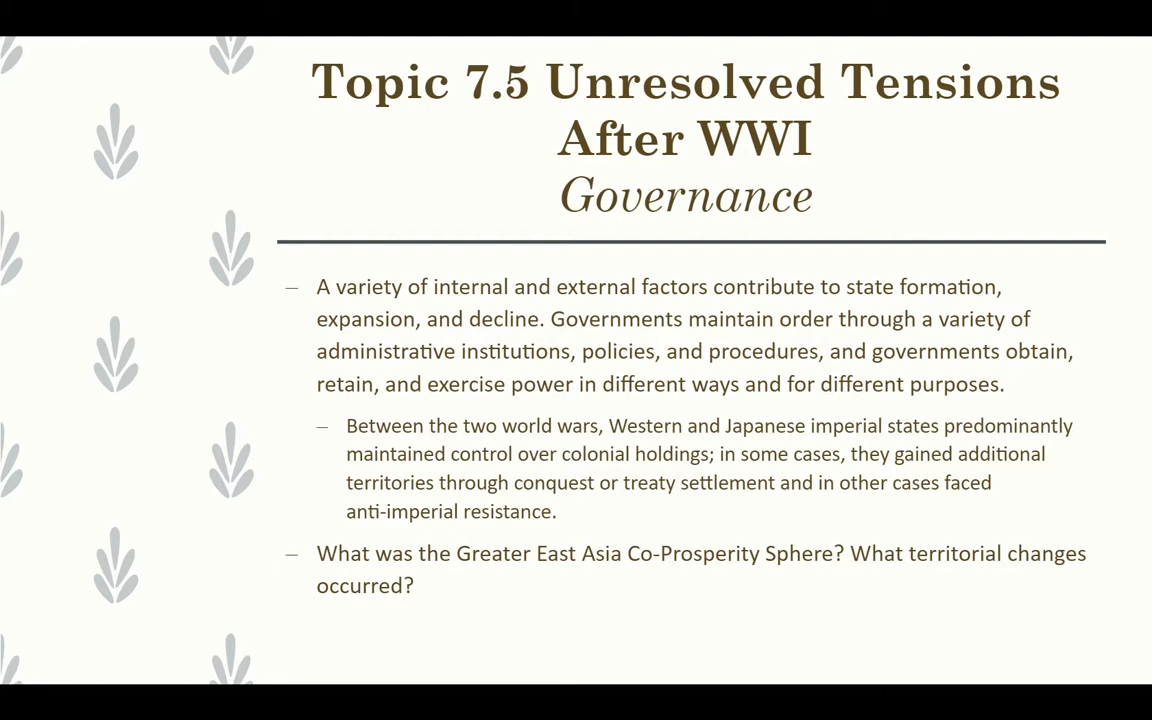 Topic 7.5 Unresolved Tensions
After WWI
Governance
– A variety of internal and external factors contribute to state formation,
expansion, and decline. Governments maintain order through a variety of
administrative institutions, policies, and procedures, and governments obtain,
retain, and exercise power in different ways and for different purposes.
– Between the two world wars, Western and Japanese imperial states predominantly
maintained control over colonial holdings; in some cases, they gained additional
territories through conquest or treaty settlement and in other cases faced
anti-imperial resistance.
– What was the Greater East Asia Co-Prosperity Sphere? What territorial changes
occurred?